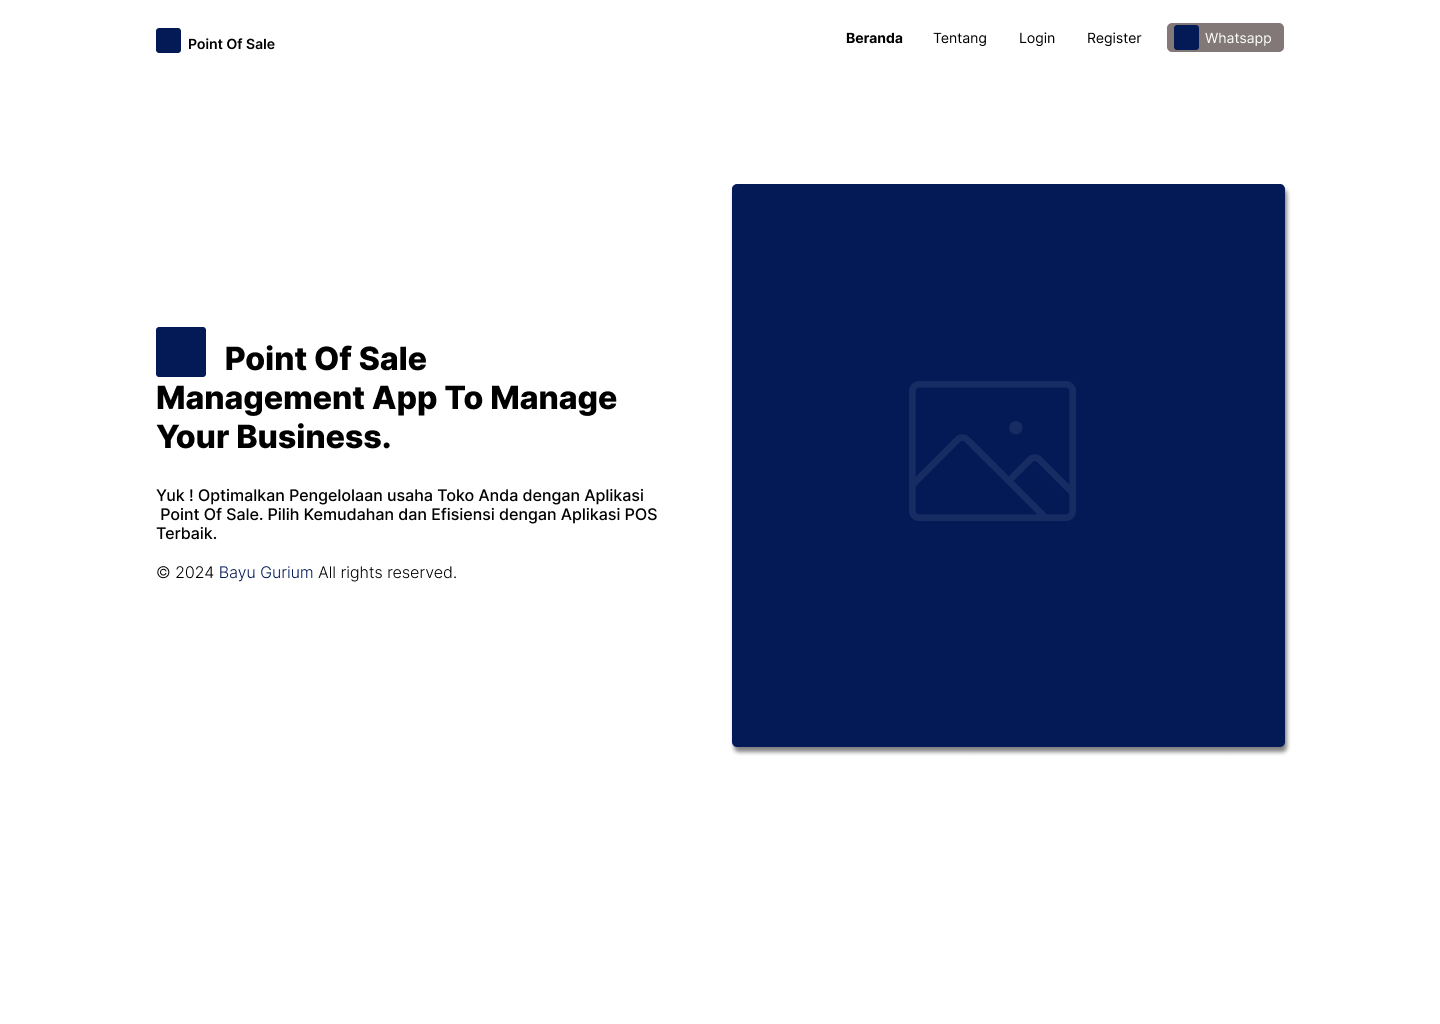 Point Of Sale
Beranda
Tentang
Login
Register
Whatsapp
Point Of Sale
Management App To Manage
Your Business.
Yuk ! Optimalkan Pengelolaan usaha Toko Anda dengan Aplikasi
Point Of Sale. Pilih Kemudahan dan Efisiensi dengan Aplikasi POS
Terbaik.
© 2024 Bayu Gurium All rights reserved.